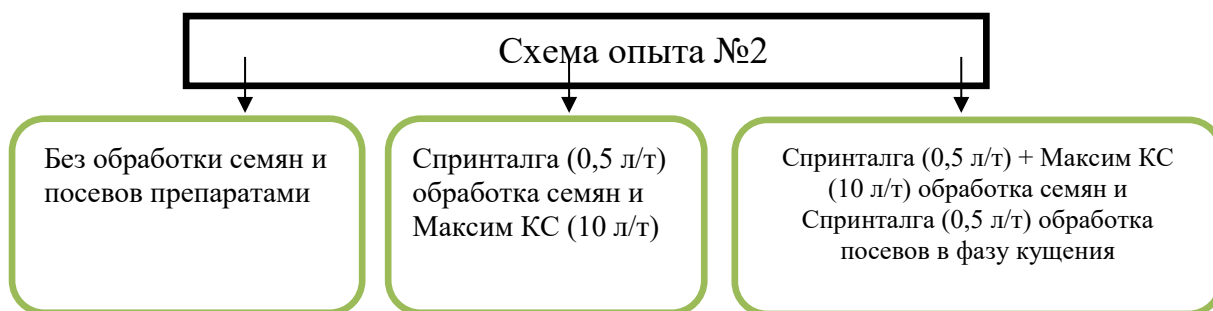 Схема опыта №2
Без обработки семян и
посевов препаратами
Спринталга (0,5 л/т)
обработка семян и
Максим КС (10 л/т)
Спринталга (0,5 л/т) + Максим КС
(10 л/т) обработка семян и
Спринталга (0,5 л/т) обработка
посевов в фазу кущения